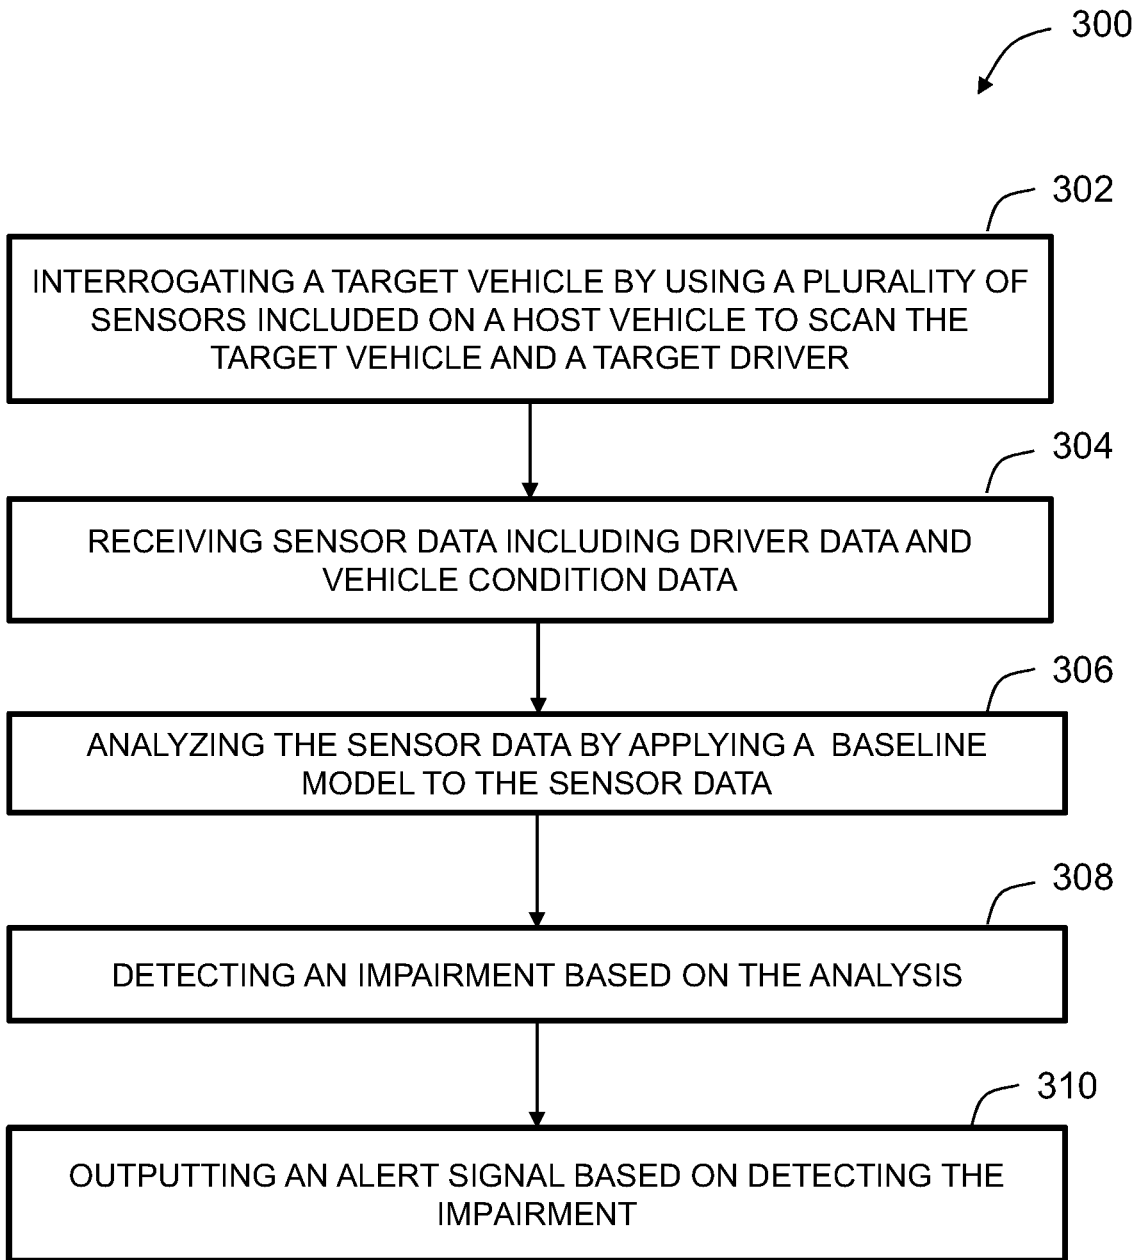 300
302
INTERROGATING A TARGET VEHICLE BY USING A PLURALITY OF
SENSORS INCLUDED ON A HOST VEHICLE TO SCAN THE
TARGET VEHICLE AND A TARGET DRIVER
304
RECEIVING SENSOR DATA INCLUDING DRIVER DATA AND
VEHICLE CONDITION DATA
306
ANALYZING THE SENSOR DATA BY APPLYING A BASELINE
MODEL TO THE SENSOR DATA
308
DETECTING AN IMPAIRMENT BASED ON THE ANALYSIS
310
OUTPUTTING AN ALERT SIGNAL BASED ON DETECTING THE
IMPAIRMENT